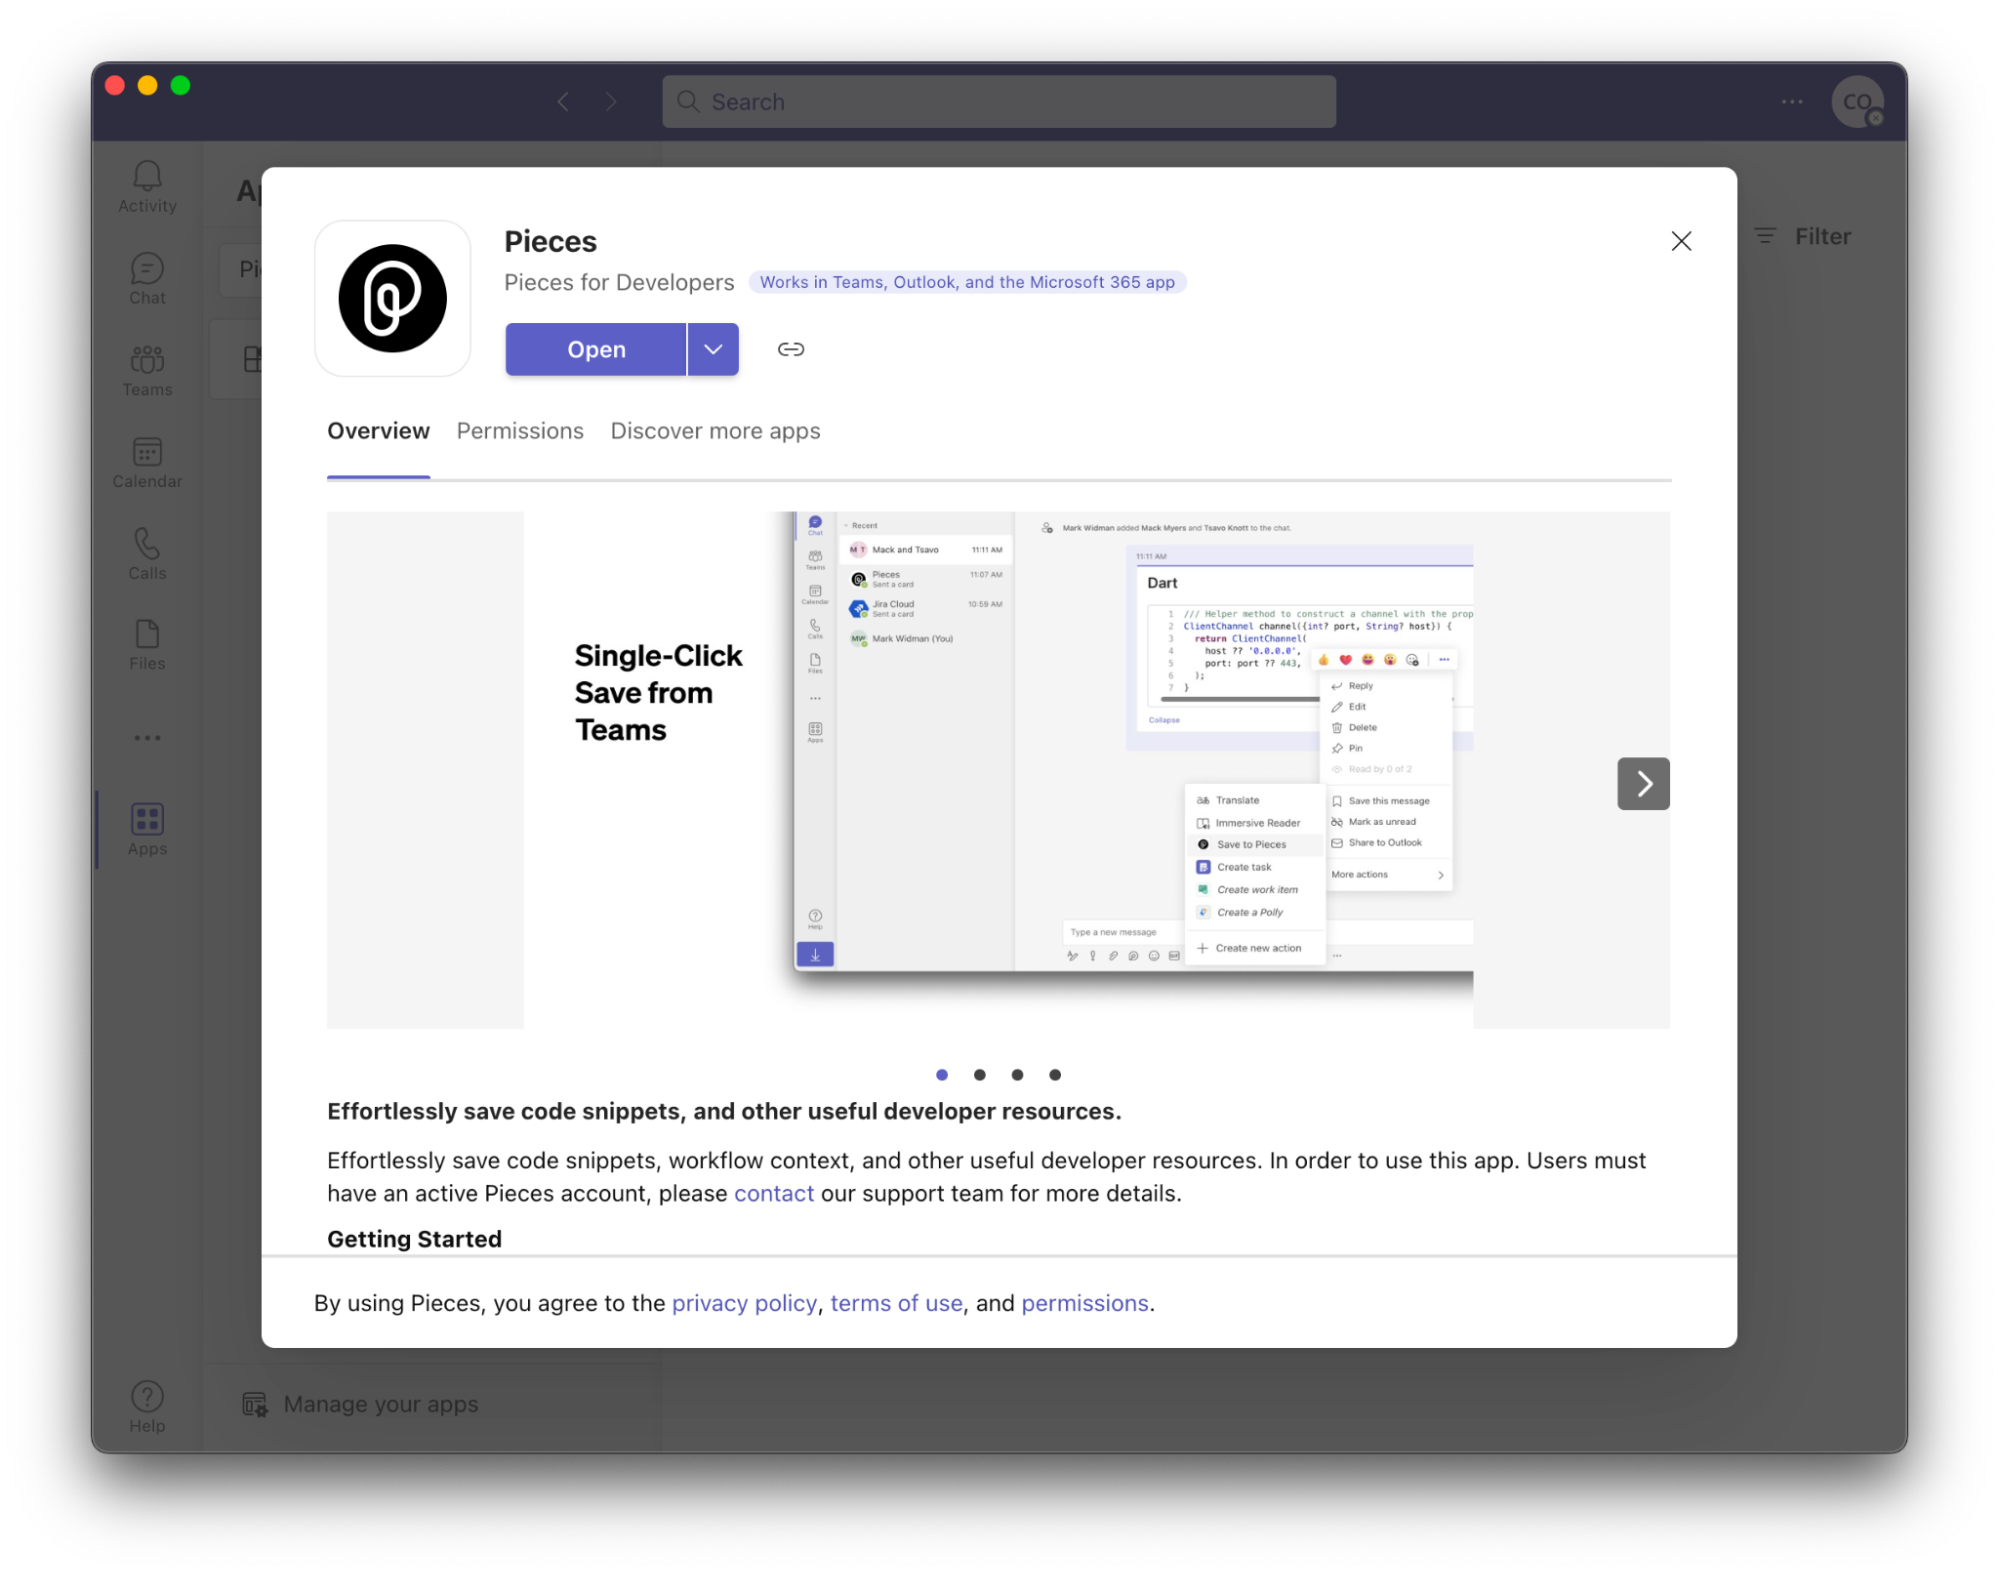 Search
CO
Activity
Chat
Teams
Calendar
Calls
Files
Apps
Help
Filter
Manage your apps
Pieces
Pieces for Developers
Works in Teams, Outlook, and the Microsoft 365 app
Open
Overview
Permissions
Discover more apps
Single-Click
Save from
Teams
Chat
Teams
Calendar
Calls
Files
Apps
Help
Recent
M T
Mack and Tsavo
11:11 AM
Pieces
11:07 AM
Sent a card
Jira Cloud
10:59 AM
Sent a card
MW
Mark Widman (You)
Mark Widman added Mack Myers and Tsavo Knott to the chat.
11:11 AM
Dart
1 /// Helper method to construct a channel with the prop
2 ClientChannel channel({int? port, String? host}) {
3 return ClientChannel(
4 host ?? '0.0.0.0',
5 port: port ?? 443,
6 );
7 }
Collapse
Reply
Edit
Delete
Pin
Read by 0 of 2
Save this message
Mark as unread
Share to Outlook
More actions
Translate
Immersive Reader
Save to Pieces
Create task
Create work item
Create a Polly
Create new action
Type a new message
Effortlessly save code snippets, and other useful developer resources.
Effortlessly save code snippets, workflow context, and other useful developer resources. In order to use this app. Users must
have an active Pieces account, please contact our support team for more details.
Getting Started
By using Pieces, you agree to the privacy policy, terms of use, and permissions.